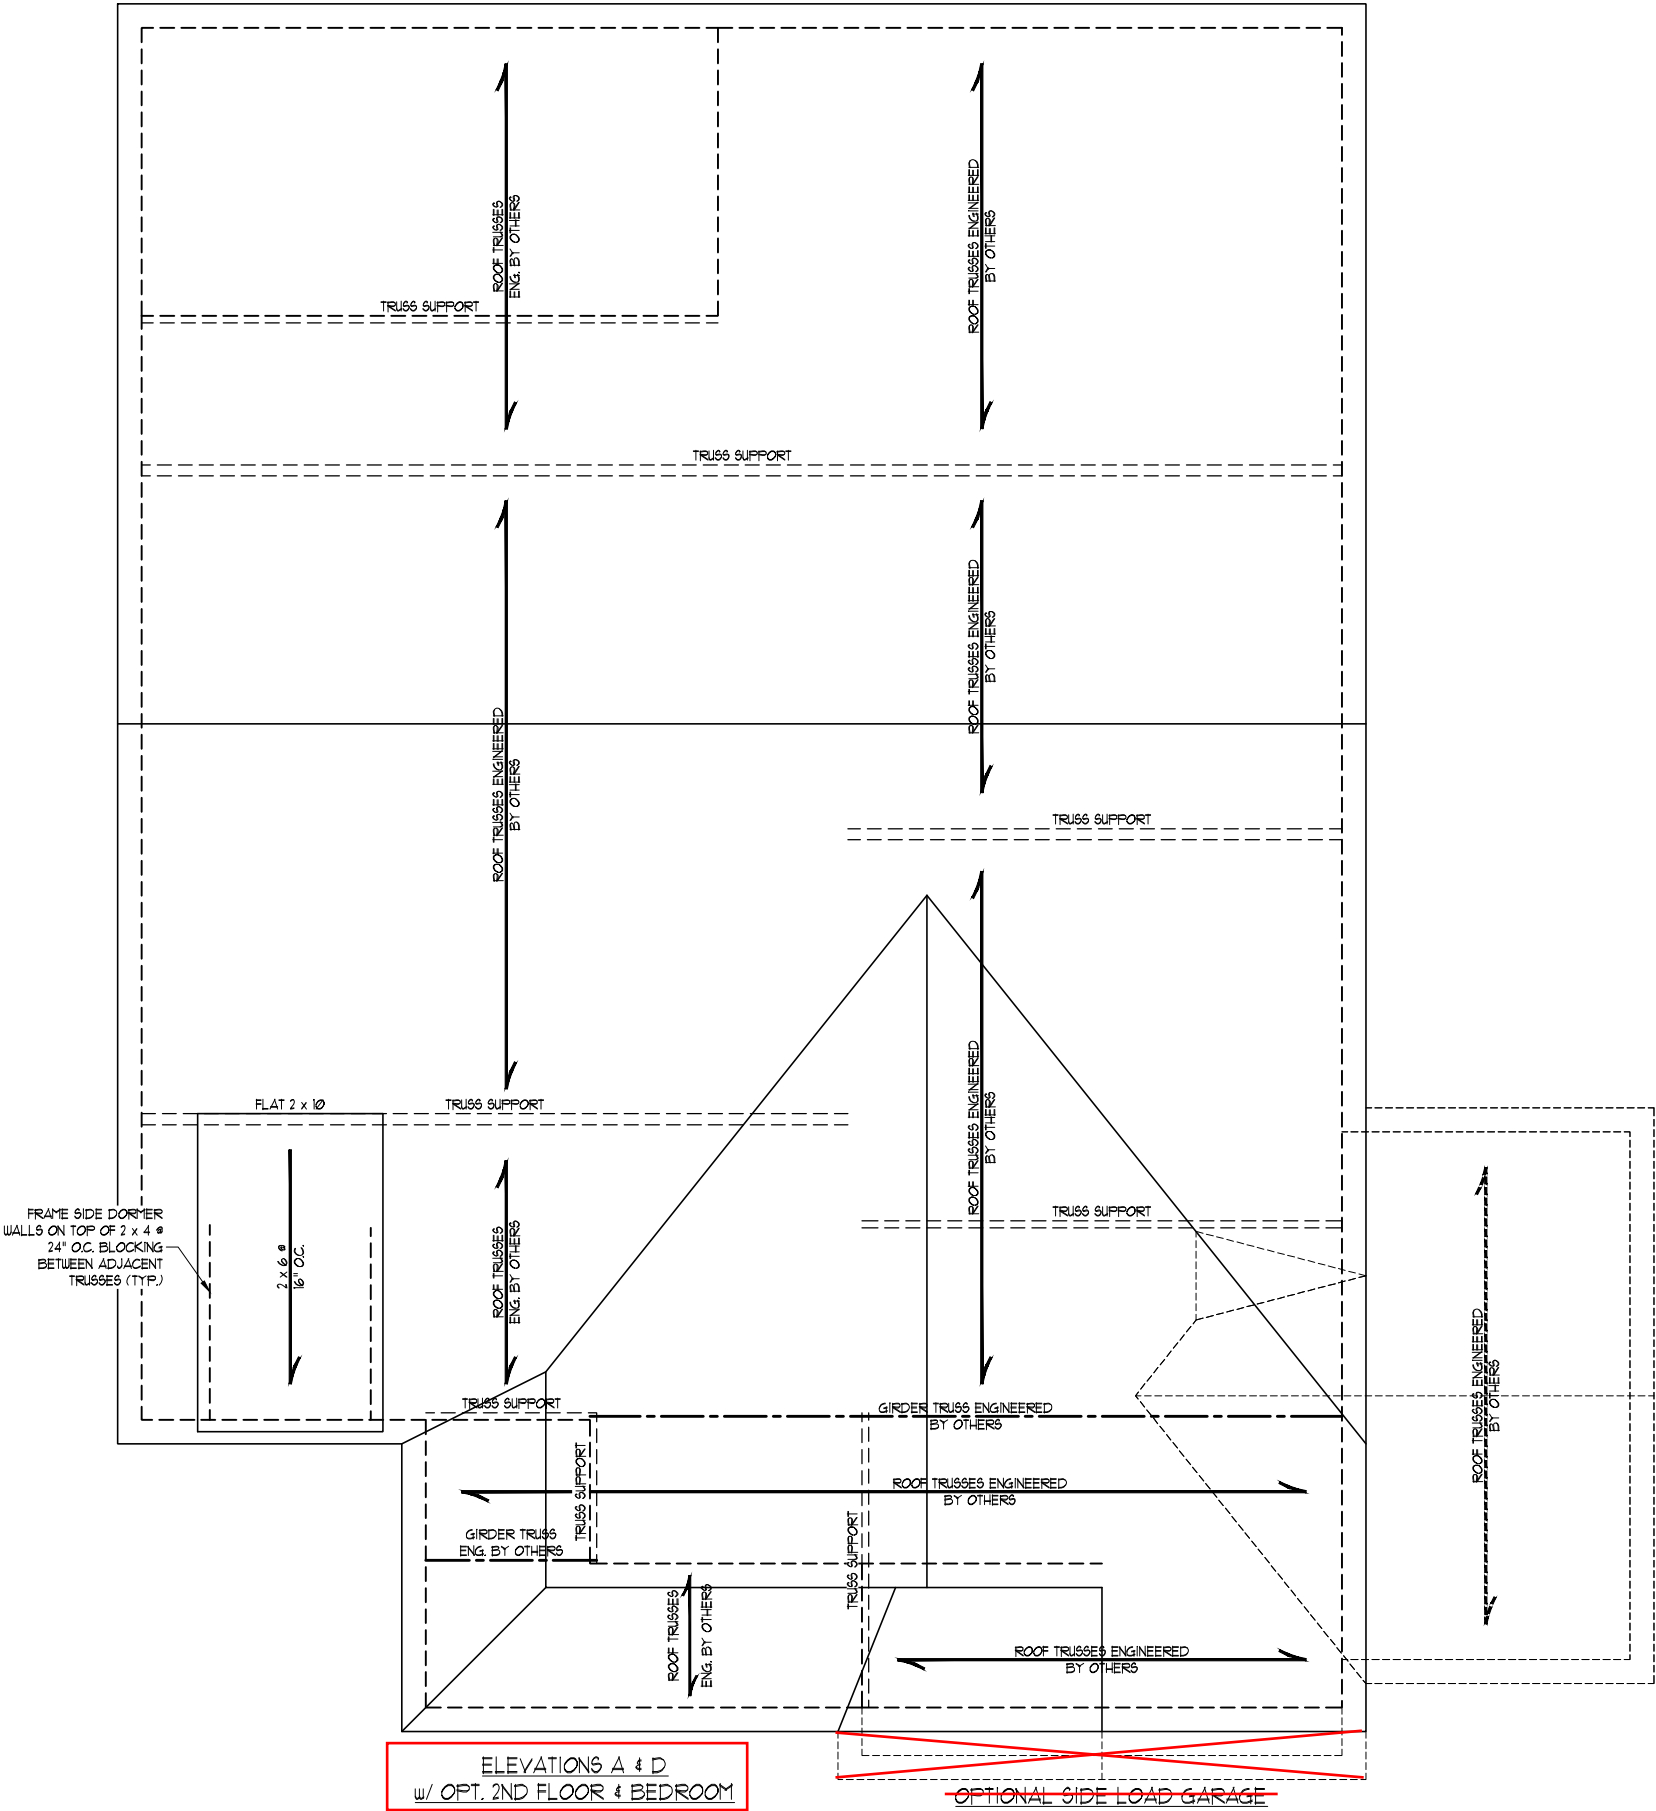 ROOF TRUSSES
ENG. BY OTHERS
ROOF TRUSSES ENGINEERED
BY OTHERS
TRUSS SUPPORT
TRUSS SUPPORT
ROOF TRUSSES ENGINEERED
BY OTHERS
ROOF TRUSSES ENGINEERED
BY OTHERS
TRUSS SUPPORT
ROOF TRUSSES ENGINEERED
BY OTHERS
FLAT 2 x 10
TRUSS SUPPORT
FRAME SIDE DORMER
WALLS ON TOP OF 2 x 4 @
24" O.C. BLOCKING
BETWEEN ADJACENT
TRUSSES (TYP.)
2 x 6 @
16" O.C.
ROOF TRUSSES
ENG. BY OTHERS
TRUSS SUPPORT
ROOF TRUSSES ENGINEERED
BY OTHERS
TRUSS SUPPORT
GIRDER TRUSS ENGINEERED
BY OTHERS
TRUSS SUPPORT
ROOF TRUSSES ENGINEERED
BY OTHERS
GIRDER TRUSS
ENG. BY OTHERS
TRUSS SUPPORT
ROOF TRUSSES
ENG. BY OTHERS
ROOF TRUSSES ENGINEERED
BY OTHERS
ELEVATIONS A & D
w/ OPT. 2ND FLOOR & BEDROOM
OPTIONAL SIDE LOAD GARAGE